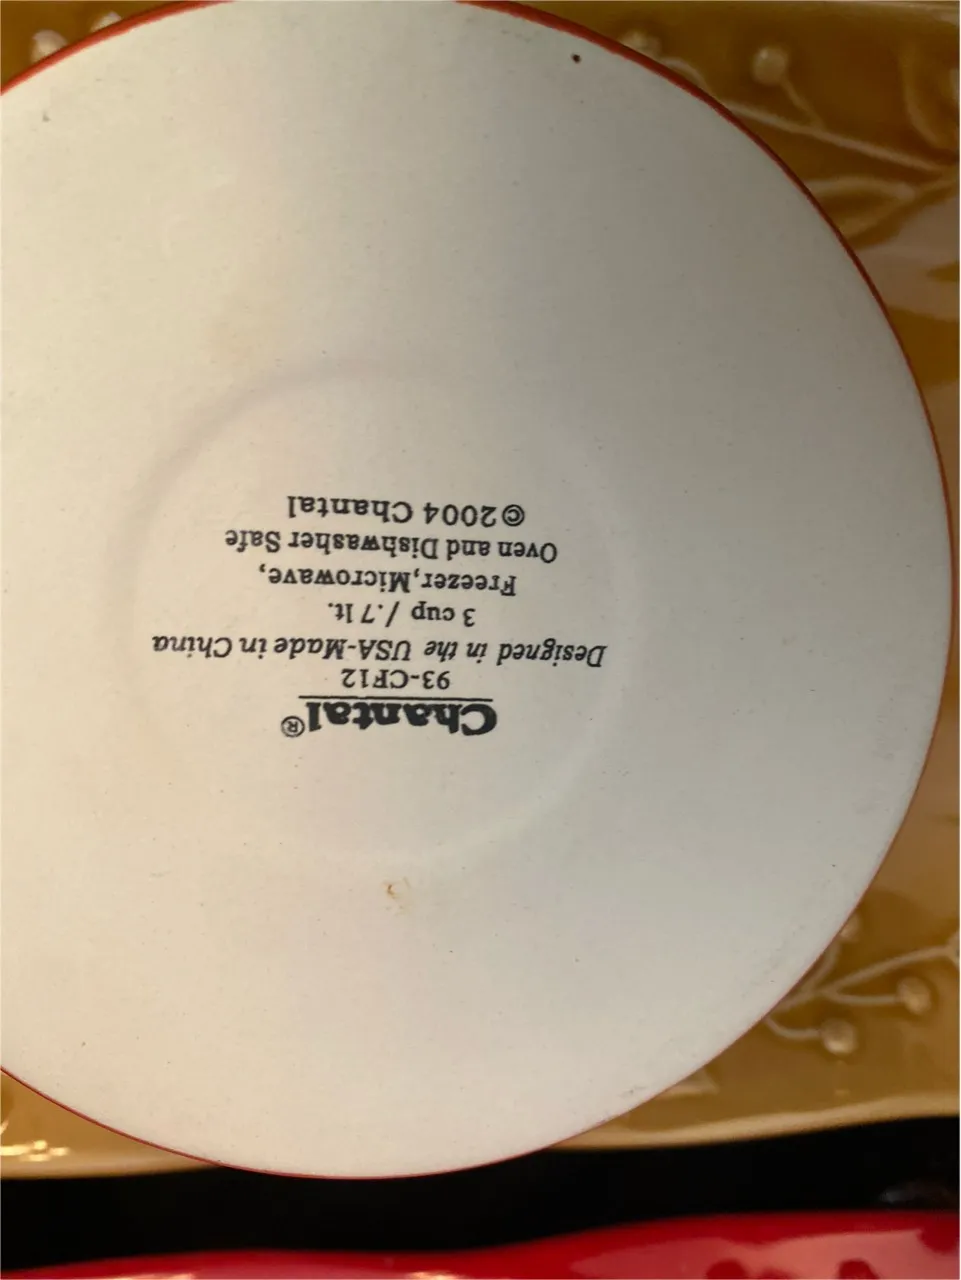 Chantal®
93-CF12
Designed in the USA-Made in China
3 cup / .7 lt.
Freezer,Microwave,
Oven and Dishwasher Safe
©2004 Chantal